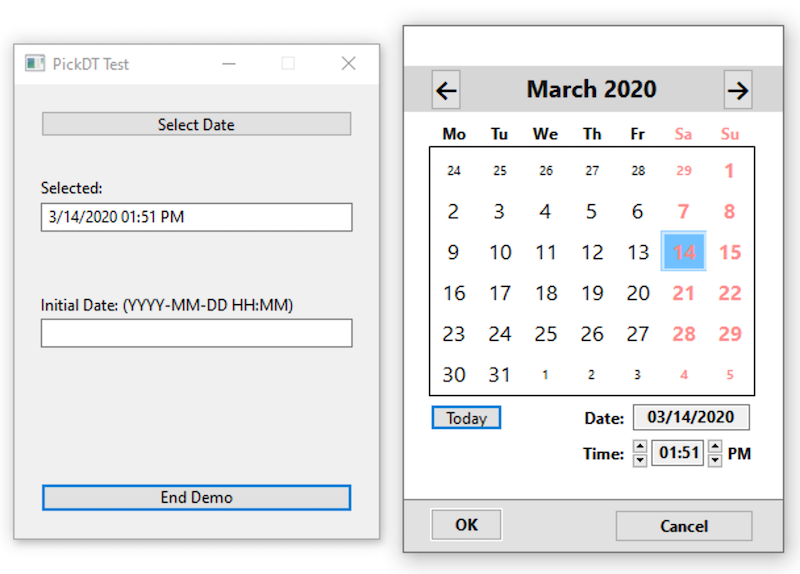 PickDT Test
Select Date
Selected:
3/14/2020 01:51 PM
Initial Date: (YYYY-MM-DD HH:MM)
End Demo
March 2020
Mo Tu We Th Fr Sa Su
24 25 26 27 28 29 1
2 3 4 5 6 7 8
9 10 11 12 13 14 15
16 17 18 19 20 21 22
23 24 25 26 27 28 29
30 31 1 2 3 4 5
Today Date: 03/14/2020
Time: 01:51 PM
OK Cancel